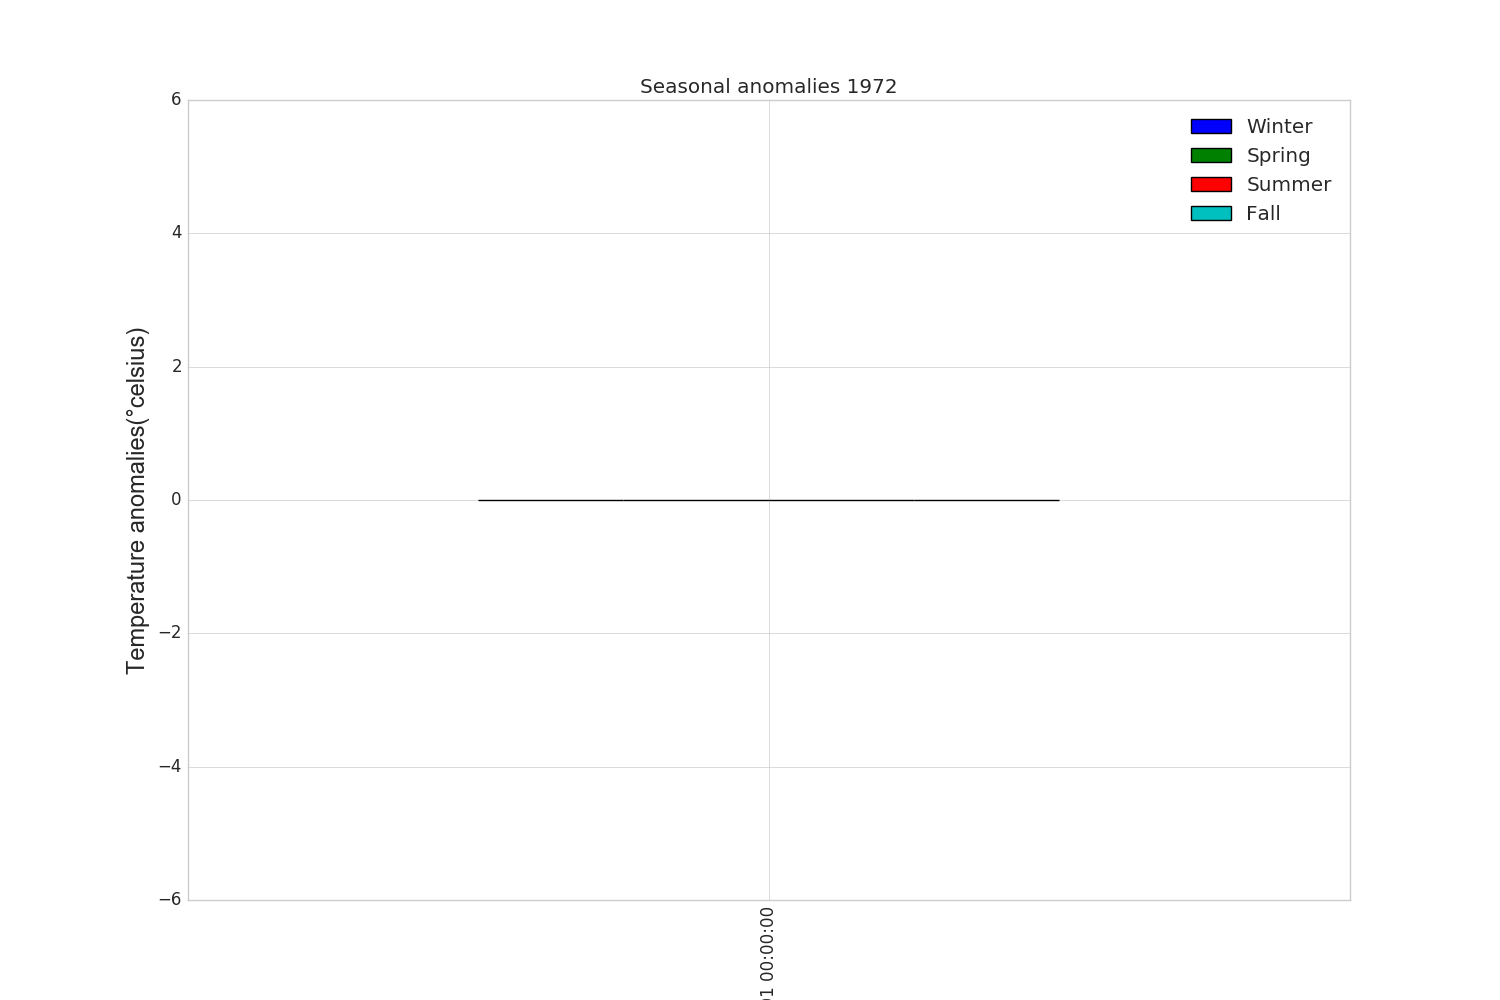 Seasonal anomalies 1972
Winter
Spring
Summer
Fall
6
4
2
0
−2
−4
−6
Temperature anomalies(°celsius)
01 00:00:00